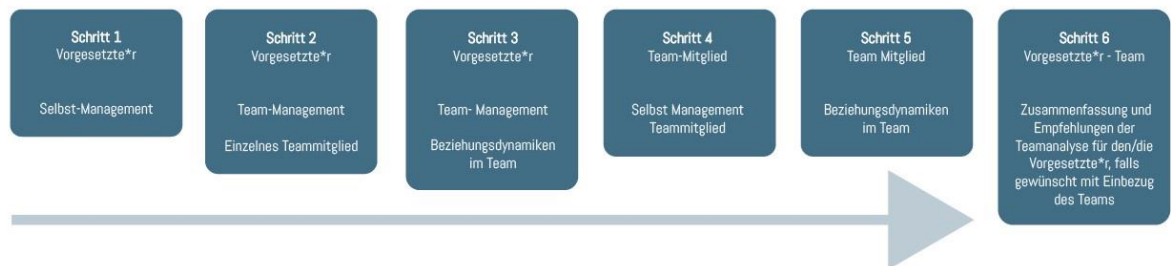 Schritt 1
Vorgesetzte*r
Selbst-Management
Schritt 2
Vorgesetzte*r
Team-Management
Einzelnes Teammitglied
Schritt 3
Vorgesetzte*r
Team- Management
Beziehungsdynamiken
im Team
Schritt 4
Team-Mitglied
Selbst Management
Teammitglied
Schritt 5
Team Mitglied
Beziehungsdynamiken
im Team
Schritt 6
Vorgesetzte*r - Team
Zusammenfassung und
Empfehlungen der
Teamanalyse für den/die
Vorgesetzte*r, falls
gewünscht mit Einbezug
des Teams